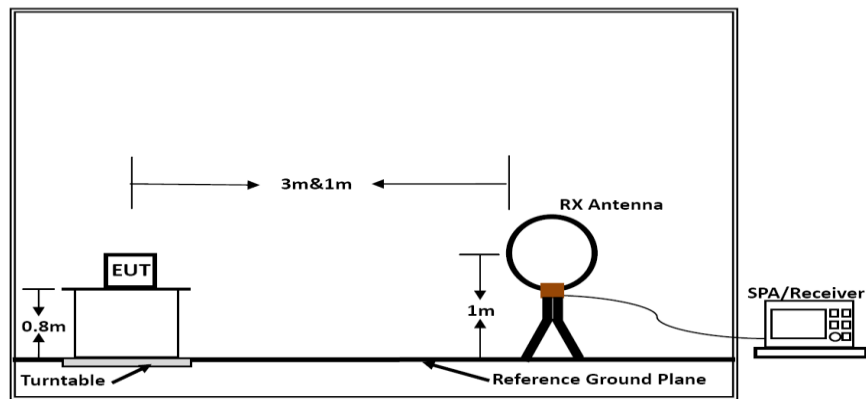 3m&1m
RX Antenna
EUT
SPA/Receiver
0.8m
1m
Turntable
Reference Ground Plane